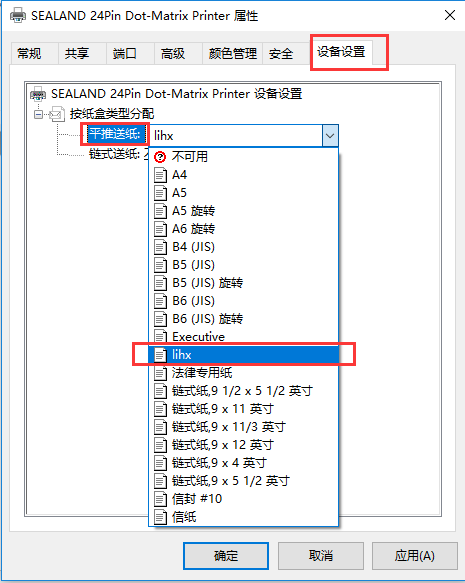 SEALAND 24Pin Dot-Matrix Printer 属性
常规 共享 端口 高级 颜色管理 安全 设备设置
SEALAND 24Pin Dot-Matrix Printer 设备设置
按纸盒类型分配
平推送纸: lihx
链式送纸:
不可用
A4
A5
A5 旋转
A6 旋转
B4 (JIS)
B5 (JIS)
B5 (JIS) 旋转
B6 (JIS)
B6 (JIS) 旋转
Executive
lihx
法律专用纸
链式纸,9 1/2 x 5 1/2 英寸
链式纸,9 x 11 英寸
链式纸,9 x 11/3 英寸
链式纸,9 x 12 英寸
链式纸,9 x 4 英寸
链式纸,9 x 5 1/2 英寸
信封 #10
信纸
确定 取消 应用(A)